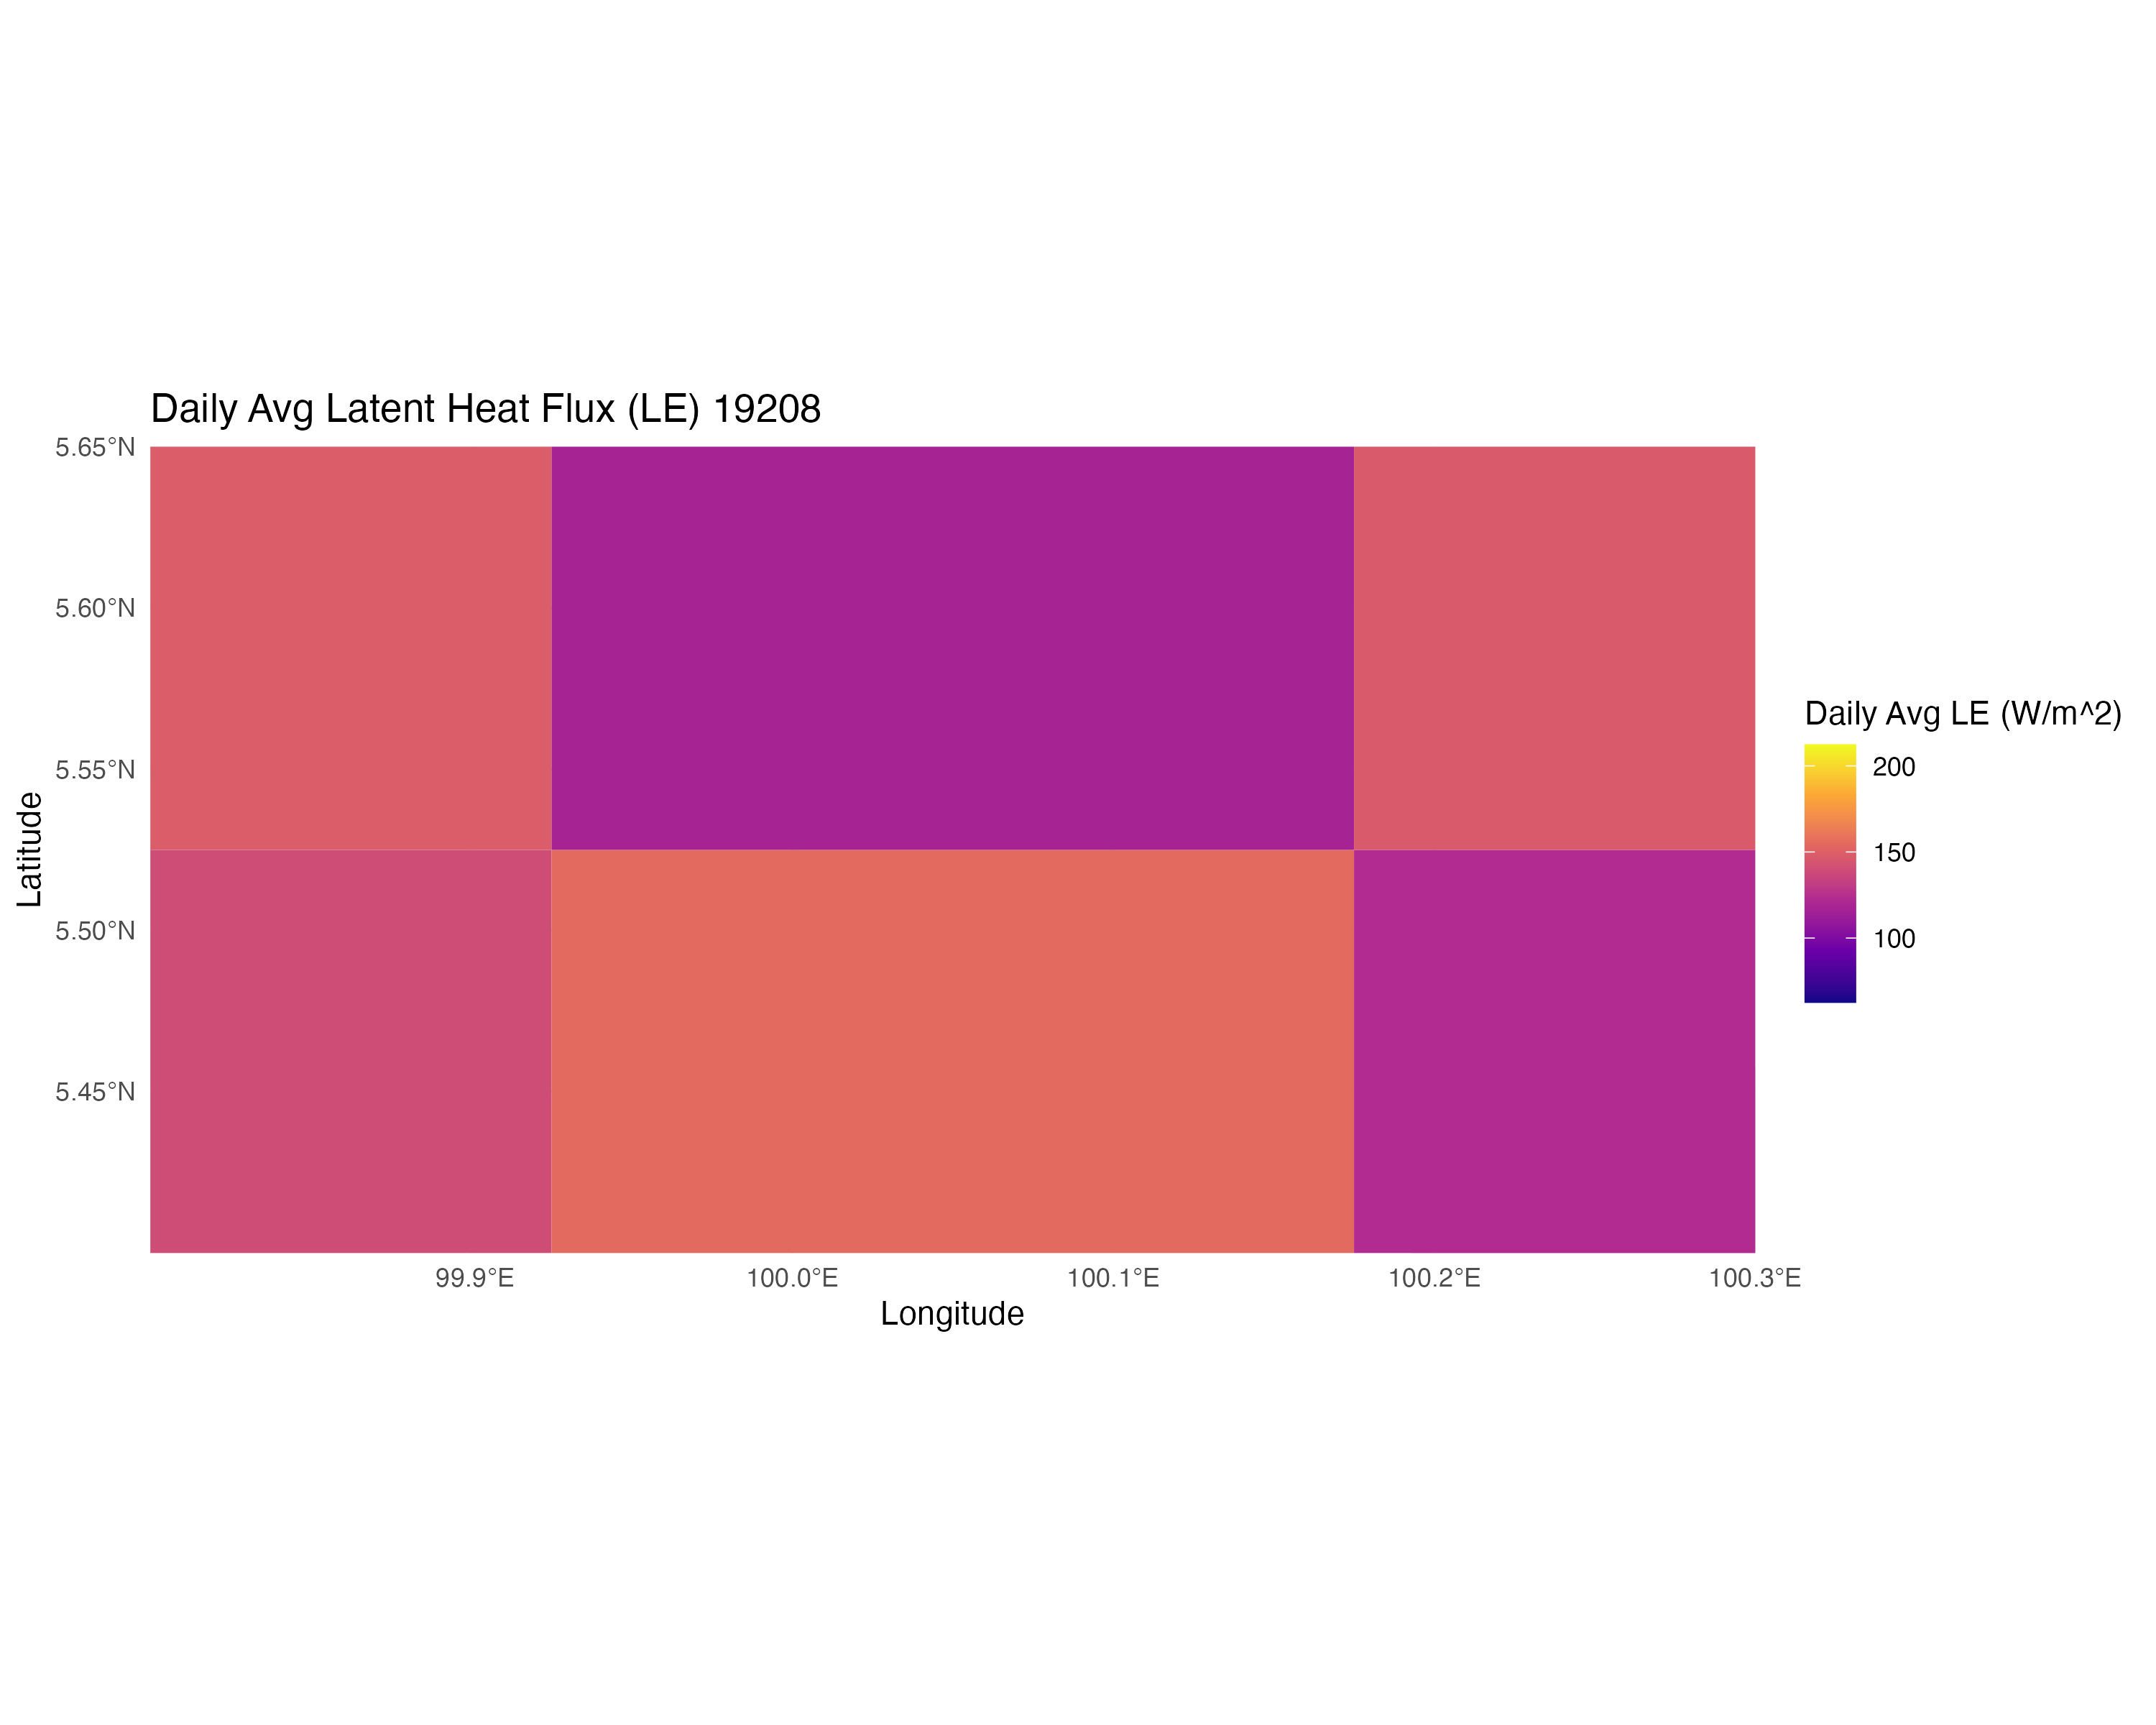 Daily Avg Latent Heat Flux (LE) 19208
5.65°N
5.60°N
5.55°N
5.50°N
5.45°N
Latitude
99.9°E
100.0°E
100.1°E
100.2°E
100.3°E
Longitude
Daily Avg LE (W/m^2)
200
150
100